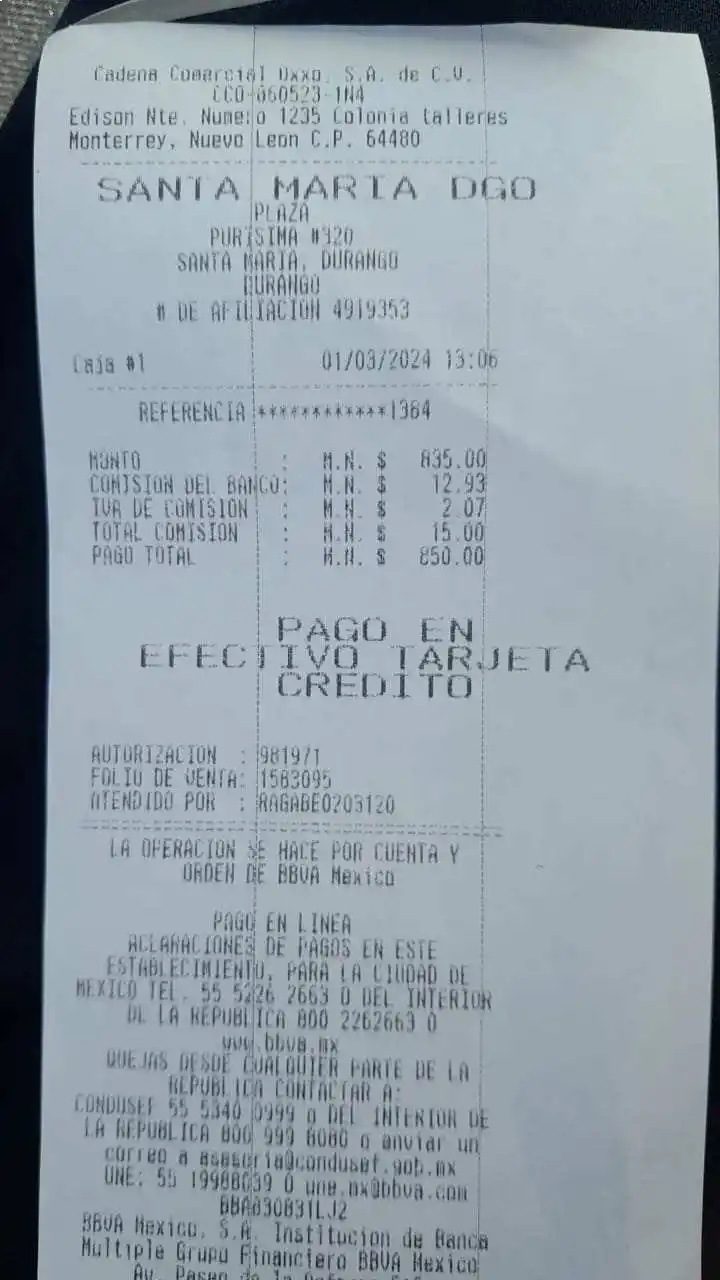 Cadena Comercial Oxxo, S.A. de C.V.
CCO-860523-1N4
Edison Nte. Numero 1235 Colonia talleres
Monterrey, Nuevo Leon C.P. 64480
SANTA MARIA DGO
PLAZA
PURISIMA #320
SANTA MARIA, DURANGO
DURANGO
# DE AFILIACION 4919353
Caja #1 01/03/2024 13:06
REFERENCIA ************1384
MONTO : M.N. $ 835.00
COMISION DEL BANCO: M.N. $ 12.93
IVA DE COMISION : M.N. $ 2.07
TOTAL COMISION : M.N. $ 15.00
PAGO TOTAL : M.N. $ 850.00
PAGO EN
EFECTIVO TARJETA
CREDITO
AUTORIZACION : 981971
FOLIO DE VENTA: 1583095
ATENDIDO POR : RAGABE0203120
LA OPERACION SE HACE POR CUENTA Y
ORDEN DE BBVA Mexico
PAGO EN LINEA
ACLARACIONES DE PAGOS EN ESTE
ESTABLECIMIENTO, PARA LA CIUDAD DE
MEXICO TEL. 55 5226 2663 O DEL INTERIOR
DE LA REPUBLICA 800 2262663 O
www.bbva.mx
QUEJAS DESDE CUALQUIER PARTE DE LA
REPUBLICA CONTACTAR A:
CONDUSEF 55 5340 0999 o DEL INTERIOR DE
LA REPUBLICA 800 999 8080 o enviar un
correo a asesoria@condusef.gob.mx
UNE: 55 19988039 O une.mx@bbva.com
BBA830831LJ2
BBVA Mexico, S.A. Institucion de Banca
Multiple Grupo Financiero BBVA Mexico
Av. Paseo de la